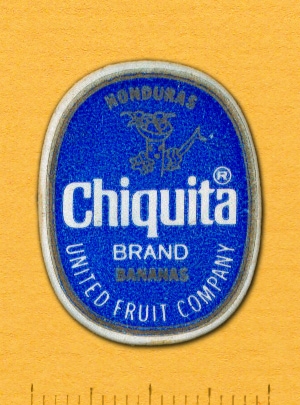 HONDURAS
Chiquita®
BRAND
BANANAS
UNITED FRUIT COMPANY